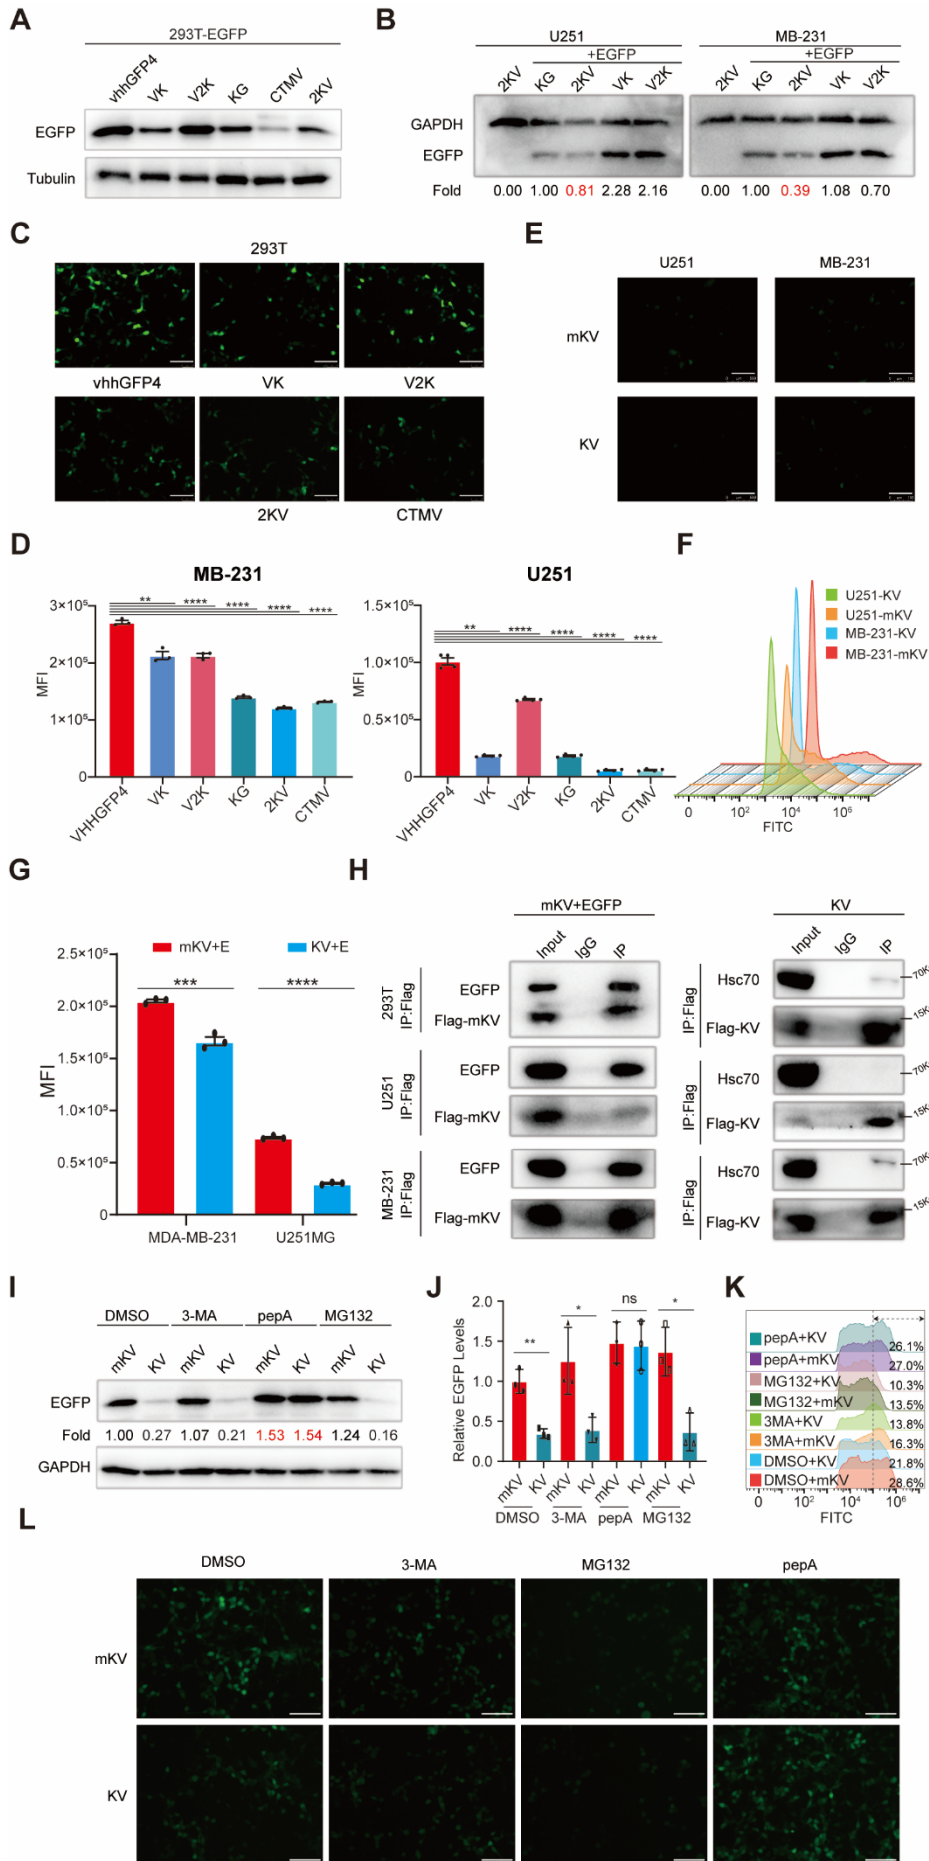 A
293T-EGFP
vhhGFP4 VK V2K KG CTMV 2KV
EGFP
Tubulin
B
U251 MB-231
+EGFP +EGFP
2KV KG 2KV VK V2K 2KV KG 2KV VK V2K
GAPDH
EGFP
Fold 0.00 1.00 0.81 2.28 2.16 0.00 1.00 0.39 1.08 0.70
C
293T
vhhGFP4 VK V2K
2KV CTMV
E
U251 MB-231
mKV
KV
D
MB-231
MFI
3×10⁵
2×10⁵
1×10⁵
0
** **** **** **** ****
VHHGFP4 VK V2K KG 2KV CTMV
U251
MFI
1.5×10⁵
1.0×10⁵
0.5×10⁵
0
** **** **** **** ****
VHHGFP4 VK V2K KG 2KV CTMV
F
U251-KV
U251-mKV
MB-231-KV
MB-231-mKV
0 10² 10⁴ 10⁶
FITC
G
mKV+E KV+E
MFI
2.5×10⁵
2.0×10⁵
1.5×10⁵
1.0×10⁵
0.5×10⁵
0
*** ****
MDA-MB-231 U251MG
H
mKV+EGFP
Input IgG IP
293T
IP:Flag
EGFP
Flag-mKV
U251
IP:Flag
EGFP
Flag-mKV
MB-231
IP:Flag
EGFP
Flag-mKV
KV
Input IgG IP
IP:Flag
Hsc70
70K
Flag-KV
15K
IP:Flag
Hsc70
70K
Flag-KV
15K
IP:Flag
Hsc70
70K
Flag-KV
15K
I
DMSO 3-MA pepA MG132
mKV KV mKV KV mKV KV mKV KV
EGFP
Fold 1.00 0.27 1.07 0.21 1.53 1.54 1.24 0.16
GAPDH
J
Relative EGFP Levels
2.0
1.5
1.0
0.5
0.0
** * ns *
mKV KV mKV KV mKV KV mKV KV
DMSO 3-MA pepA MG132
K
pepA+KV 26.1%
pepA+mKV 27.0%
MG132+KV 10.3%
MG132+mKV 13.5%
3MA+KV 13.8%
3MA+mKV 16.3%
DMSO+KV 21.8%
DMSO+mKV 28.6%
0 10² 10⁴ 10⁶
FITC
L
DMSO 3-MA MG132 pepA
mKV
KV